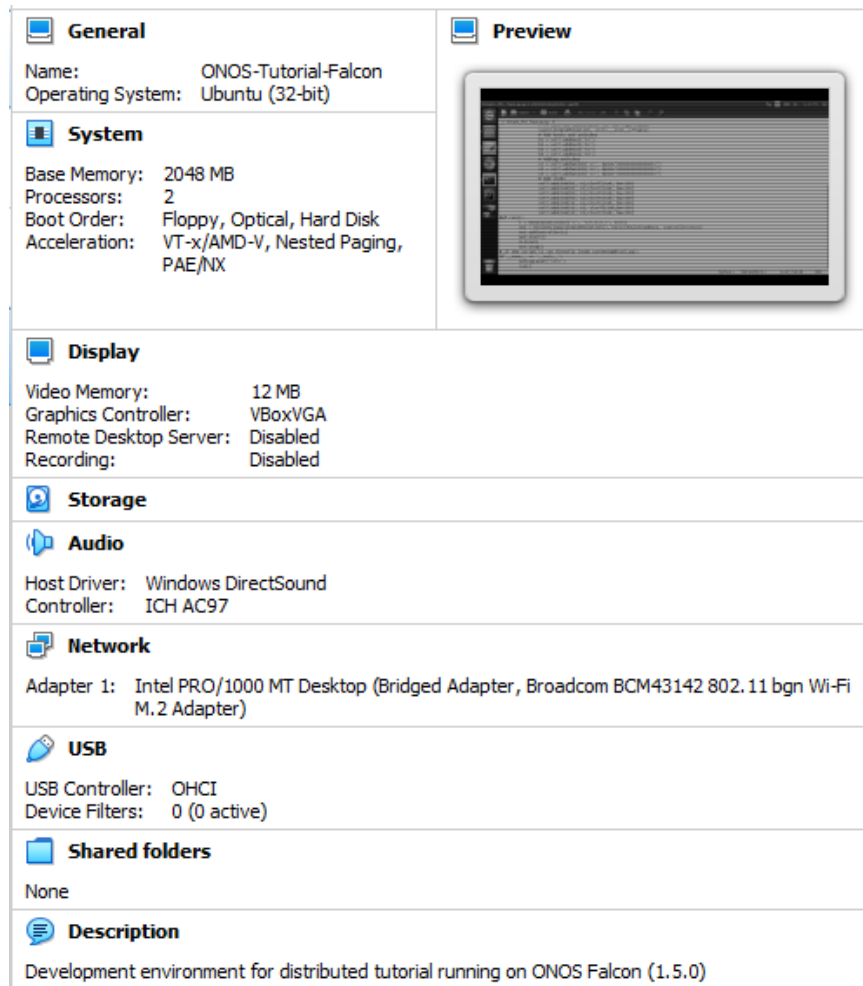 General
Name: ONOS-Tutorial-Falcon
Operating System: Ubuntu (32-bit)
Preview
System
Base Memory: 2048 MB
Processors: 2
Boot Order: Floppy, Optical, Hard Disk
Acceleration: VT-x/AMD-V, Nested Paging,
PAE/NX
Display
Video Memory: 12 MB
Graphics Controller: VBoxVGA
Remote Desktop Server: Disabled
Recording: Disabled
Storage
Audio
Host Driver: Windows DirectSound
Controller: ICH AC97
Network
Adapter 1: Intel PRO/1000 MT Desktop (Bridged Adapter, Broadcom BCM43142 802.11 bgn Wi-Fi
M.2 Adapter)
USB
USB Controller: OHCI
Device Filters: 0 (0 active)
Shared folders
None
Description
Development environment for distributed tutorial running on ONOS Falcon (1.5.0)